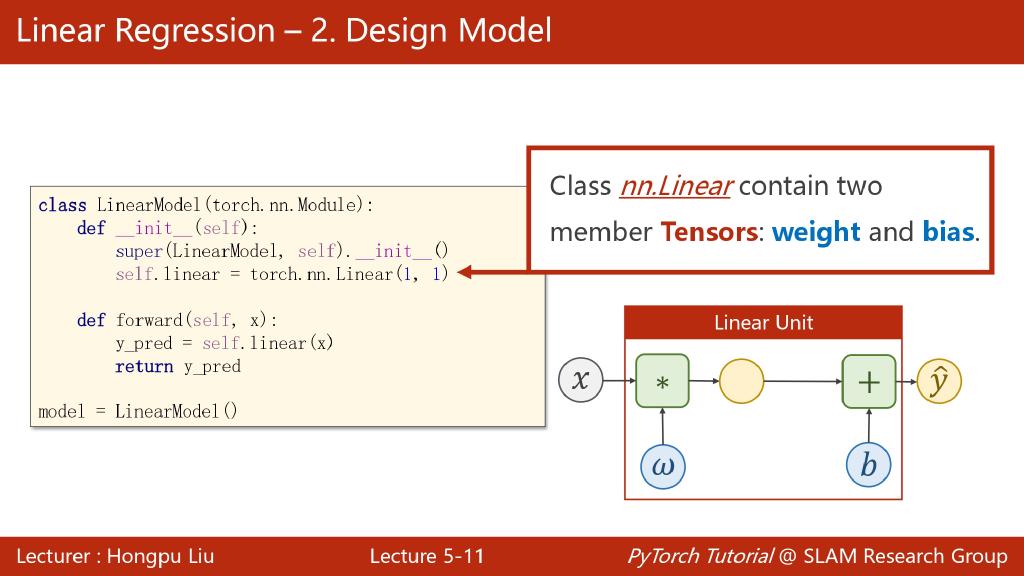 Linear Regression – 2. Design Model
class LinearModel(torch.nn.Module):
    def __init__(self):
        super(LinearModel, self).__init__()
        self.linear = torch.nn.Linear(1, 1)

    def forward(self, x):
        y_pred = self.linear(x)
        return y_pred

model = LinearModel()
Class nn.Linear contain two
member Tensors: weight and bias.
Linear Unit
x
*
+
ŷ
ω
b
Lecturer : Hongpu Liu
Lecture 5-11
PyTorch Tutorial @ SLAM Research Group